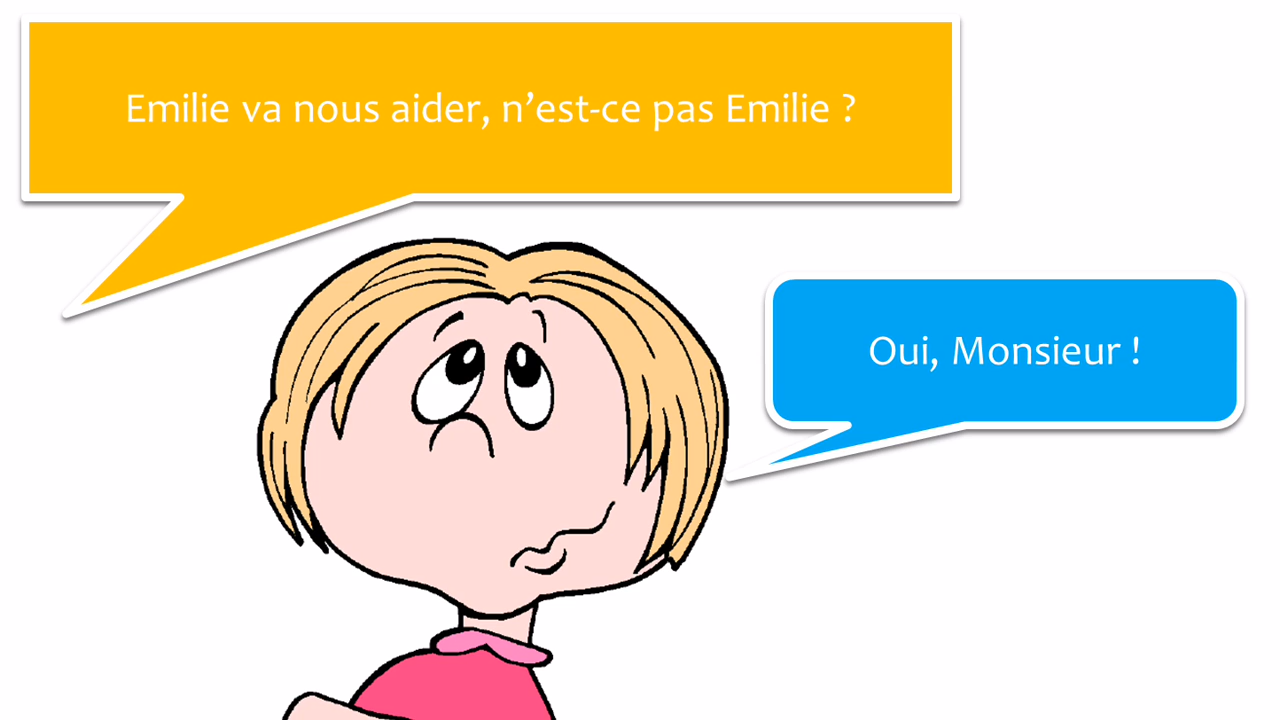 Emilie va nous aider, n’est-ce pas Emilie ?
Oui, Monsieur !